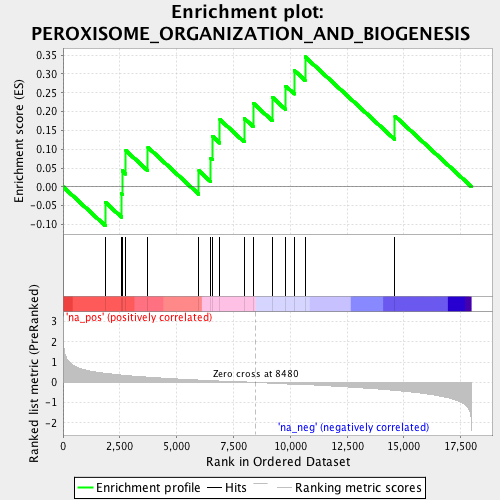 Enrichment plot:
PEROXISOME_ORGANIZATION_AND_BIOGENESIS
Enrichment score (ES)
0.35
0.30
0.25
0.20
0.15
0.10
0.05
0.00
-0.05
-0.10
'na_pos' (positively correlated)
Ranked list metric (PreRanked)
3
2
1
0
-1
-2
Zero cross at 8480
'na_neg' (negatively correlated)
0
2,500
5,000
7,500
10,000
12,500
15,000
17,500
Rank in Ordered Dataset
Enrichment profile
Hits
Ranking metric scores